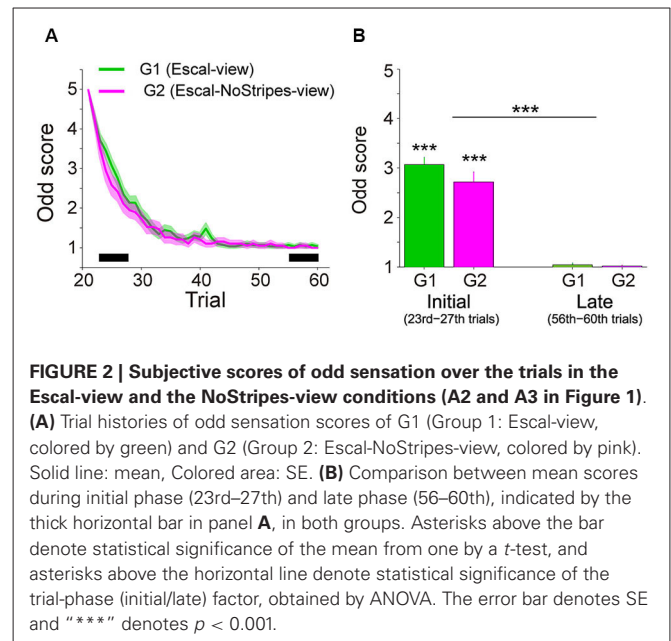 A
B
G1 (Escal-view)
G2 (Escal-NoStripes-view)
Odd score
5
4
3
2
1
20
30
40
50
60
Trial
Odd score
5
4
3
3
1
***
***
***
G1
G2
G1
G2
Initial
Late
(23rd–27th trials)
(56th–60th trials)
FIGURE 2 | Subjective scores of odd sensation over the trials in the
Escal-view and the NoStripes-view conditions (A2 and A3 in Figure 1).
(A) Trial histories of odd sensation scores of G1 (Group 1: Escal-view,
colored by green) and G2 (Group 2: Escal-NoStripes-view, colored by pink).
Solid line: mean, Colored area: SE. (B) Comparison between mean scores
during initial phase (23rd–27th) and late phase (56–60th), indicated by the
thick horizontal bar in panel A, in both groups. Asterisks above the bar
denote statistical significance of the mean from one by a t-test, and
asterisks above the horizontal line denote statistical significance of the
trial-phase (initial/late) factor, obtained by ANOVA. The error bar denotes SE
and "***" denotes p < 0.001.